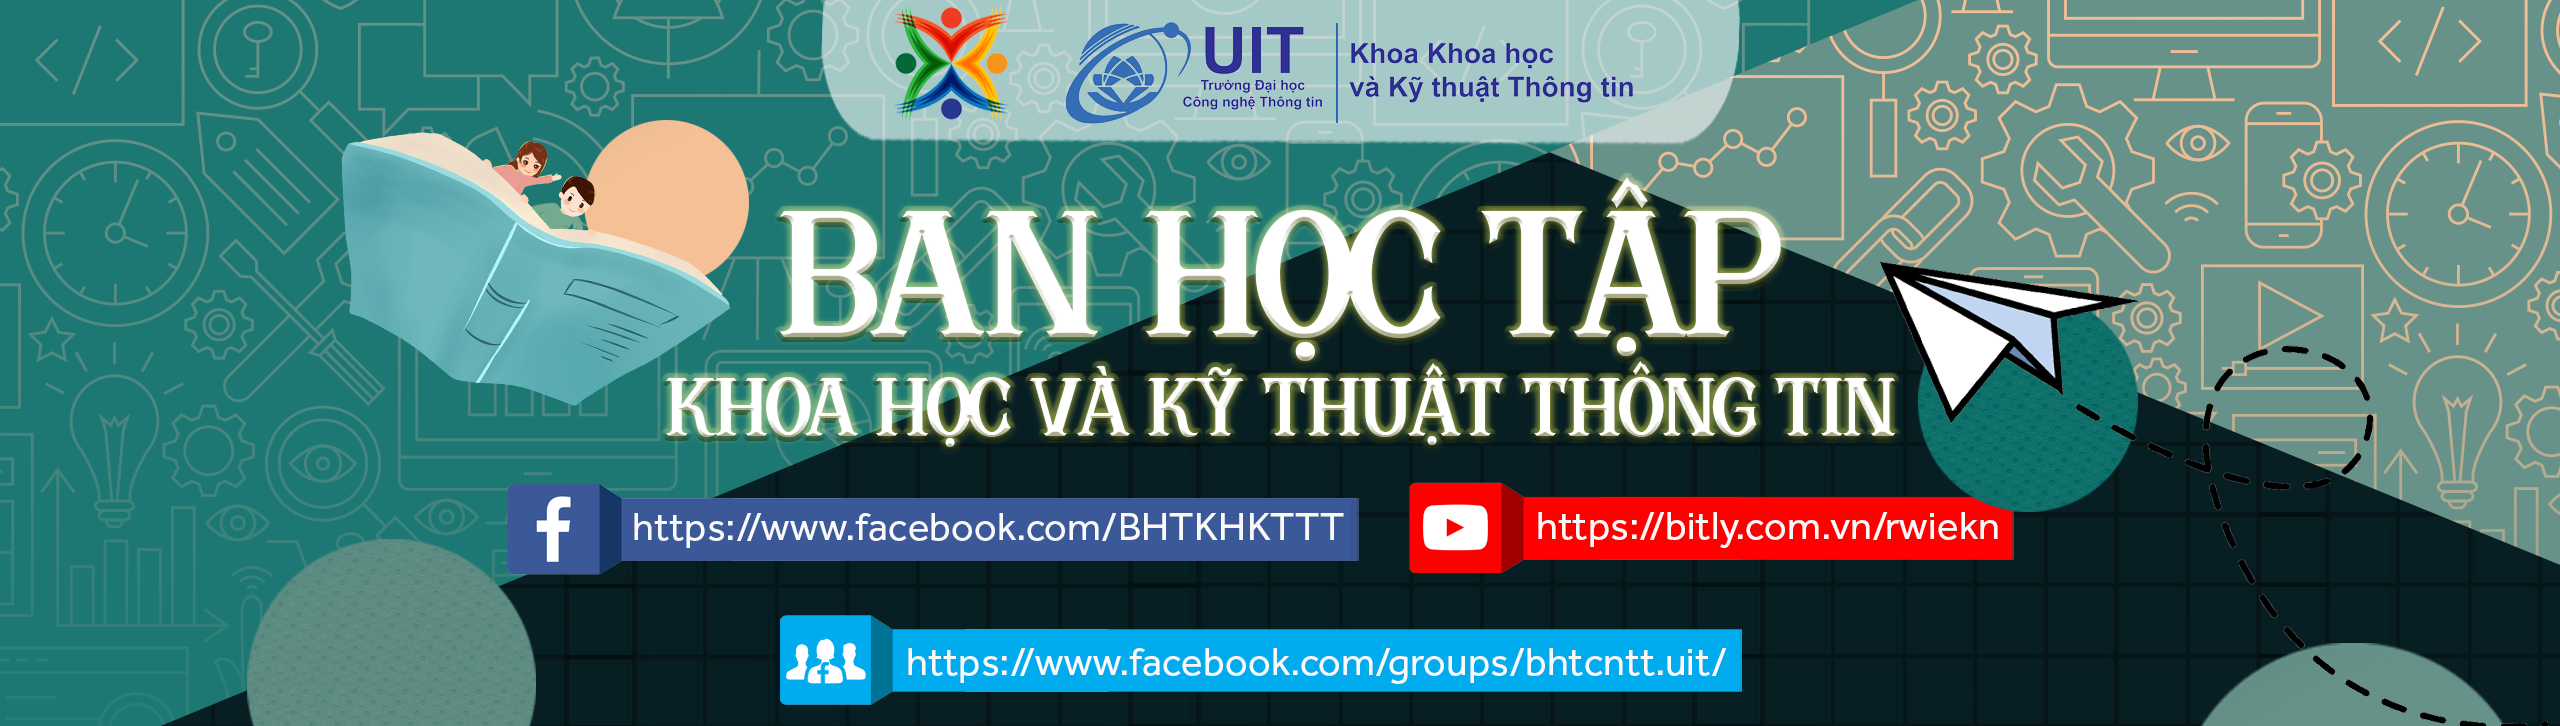 UIT
Trường Đại học
Công nghệ Thông tin
Khoa Khoa học
và Kỹ thuật Thông tin
BAN HỌC TẬP
KHOA HỌC VÀ KỸ THUẬT THÔNG TIN
https://www.facebook.com/BHTKHKTTT
https://bitly.com.vn/rwiekn
https://www.facebook.com/groups/bhtcntt.uit/